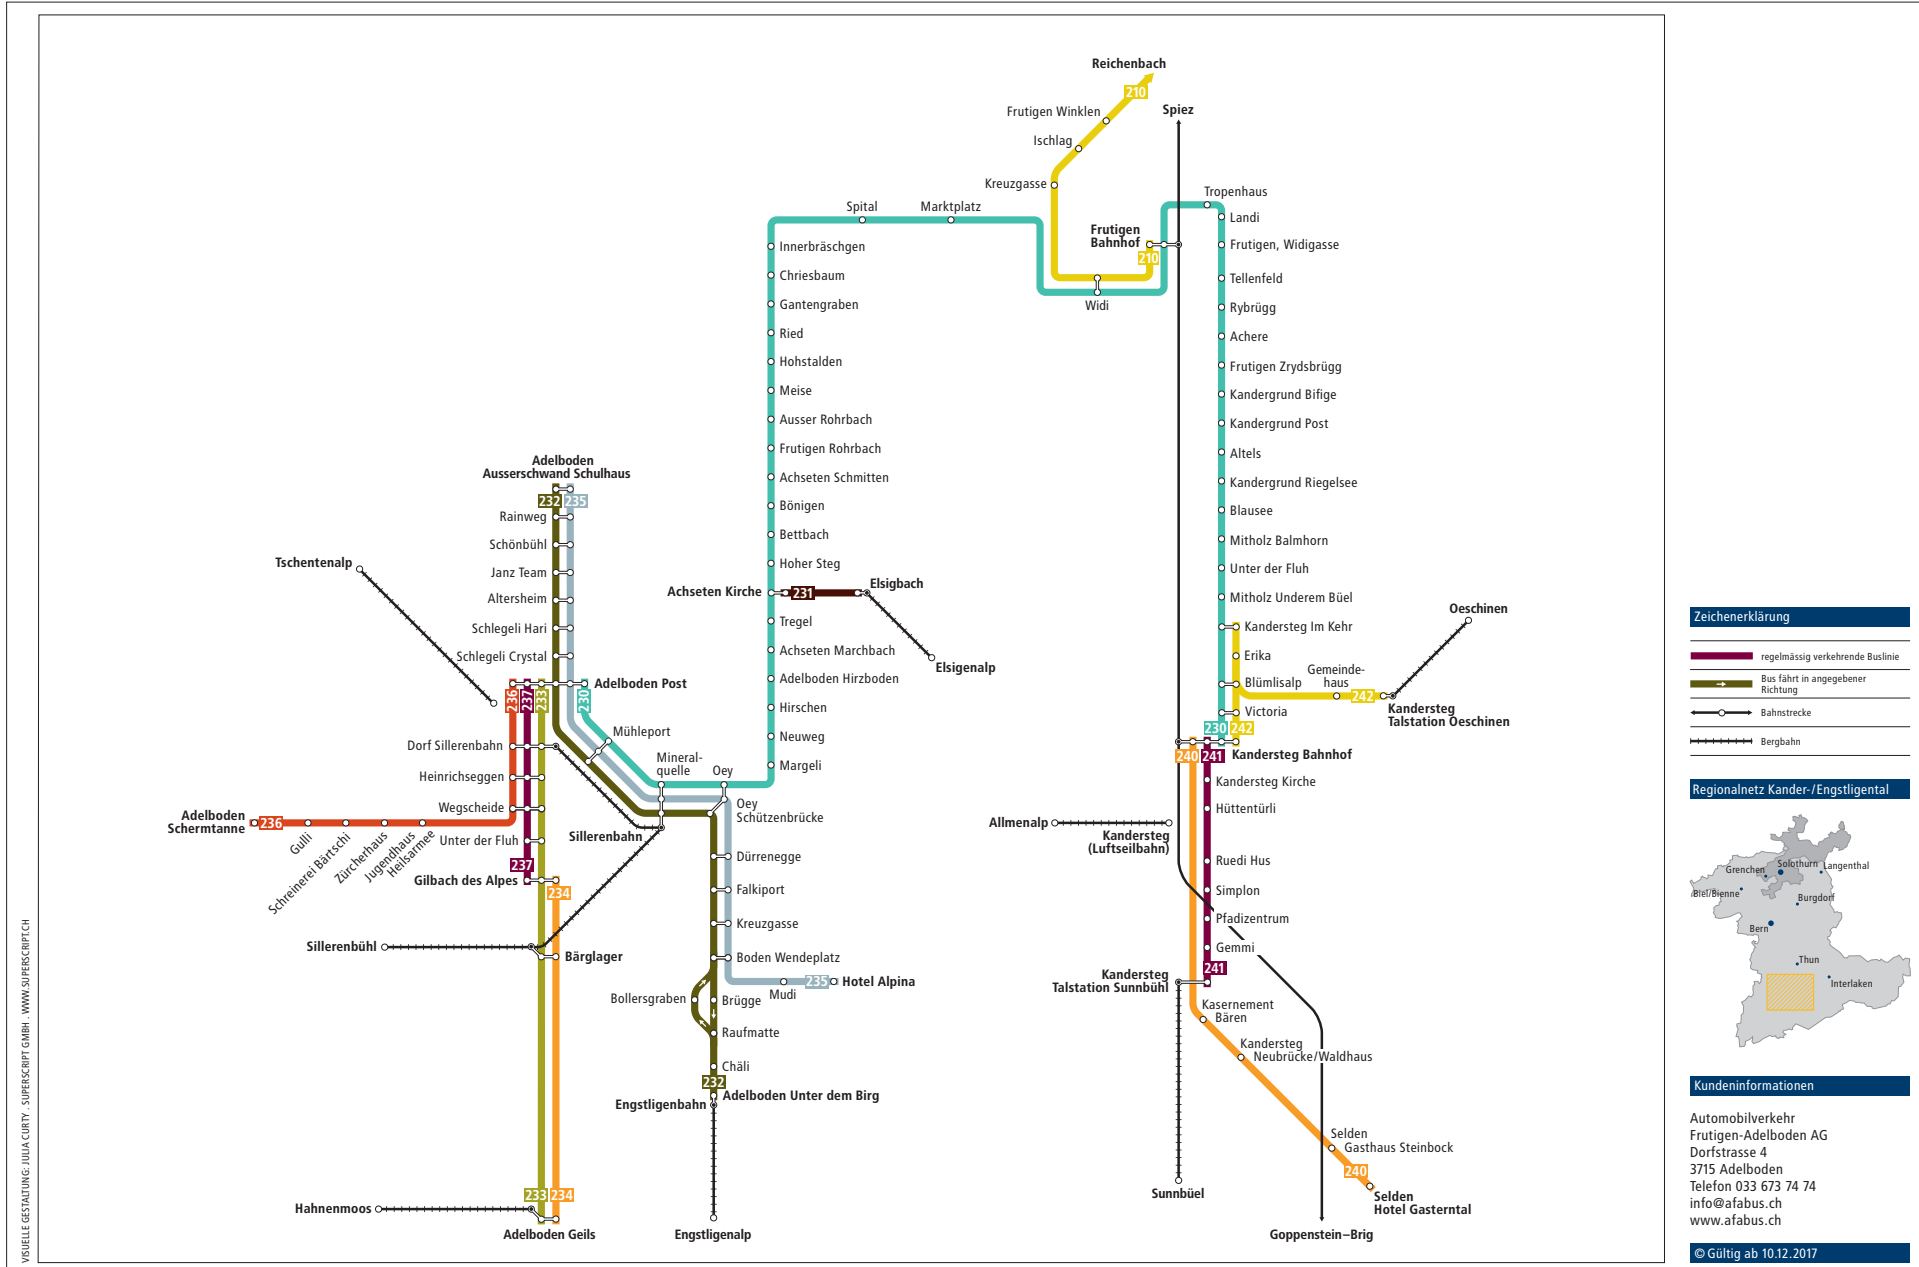 Reichenbach
210
Frutigen Winklen
Spiez
Ischlag
Kreuzgasse
Tropenhaus
Spital
Marktplatz
Landi
Frutigen
Bahnhof
210
Frutigen, Widigasse
Innerbräschgen
Chriesbaum
Tellenfeld
Gantengraben
Widi
Rybrügg
Ried
Achere
Hohstalden
Frutigen Zrydsbrügg
Meise
Kandergrund Bifige
Ausser Rohrbach
Kandergrund Post
Frutigen Rohrbach
Altels
Adelboden
Ausserschwand Schulhaus
Achseten Schmitten
Kandergrund Riegelsee
232
235
Bönigen
Blausee
Rainweg
Bettbach
Mitholz Balmhorn
Schönbühl
Tschentenalp
Hoher Steg
Unter der Fluh
Janz Team
Elsigbach
Achseten Kirche
231
Mitholz Underem Büel
Altersheim
Oeschinen
Tregel
Kandersteg Im Kehr
Schlegeli Hari
Achseten Marchbach
Erika
Schlegeli Crystal
Elsigenalp
Gemeinde-
haus
Adelboden Hirzboden
Blümlisalp
Adelboden Post
236
237
233
230
242
Hirschen
Victoria
Kandersteg
Talstation Oeschinen
230
242
Mühleport
Neuweg
Dorf Sillerenbahn
240
241
Kandersteg Bahnhof
Mineral-
quelle
Oey
Margeli
Heinrichseggen
Kandersteg Kirche
Oey
Schützenbrücke
Wegscheide
Hüttentürli
Adelboden
Schermtanne
236
Gulli
Schreinerei Bärtschi
Zürcherhaus
Jugendhaus
Heilsarmee
Sillerenbahn
Allmenalp
Kandersteg
(Luftseilbahn)
Unter der Fluh
237
Dürrenegge
Ruedi Hus
Gilbach des Alpes
234
Falkiport
Simplon
Kreuzgasse
Pfadizentrum
Sillerenbühl
Bärglager
Boden Wendeplatz
Gemmi
241
Kandersteg
Talstation Sunnbühl
235
Hotel Alpina
Mudi
Bollersgraben
Brügge
Kasernement
Bären
Raufmatte
Kandersteg
Neubrücke/Waldhaus
Chäli
232
Adelboden Unter dem Birg
Engstligenbahn
Selden
Gasthaus Steinbock
240
233
234
Sunnbüel
Selden
Hotel Gasterntal
Hahnenmoos
Adelboden Geils
Engstligenalp
Goppenstein–Brig
Zeichenerklärung
regelmässig verkehrende Buslinie
Bus fährt in angegebener
Richtung
Bahnstrecke
Bergbahn
Regionalnetz Kander-/Engstligental
Solothurn
Grenchen
Langenthal
Biel/Bienne
Burgdorf
Bern
Thun
Interlaken
Kundeninformationen
Automobilverkehr
Frutigen-Adelboden AG
Dorfstrasse 4
3715 Adelboden
Telefon 033 673 74 74
info@afabus.ch
www.afabus.ch
© Gültig ab 10.12.2017
VISUELLE GESTALTUNG: JULIA CURTY . SUPERSCRIPT GMBH . WWW.SUPERSCRIPT.CH